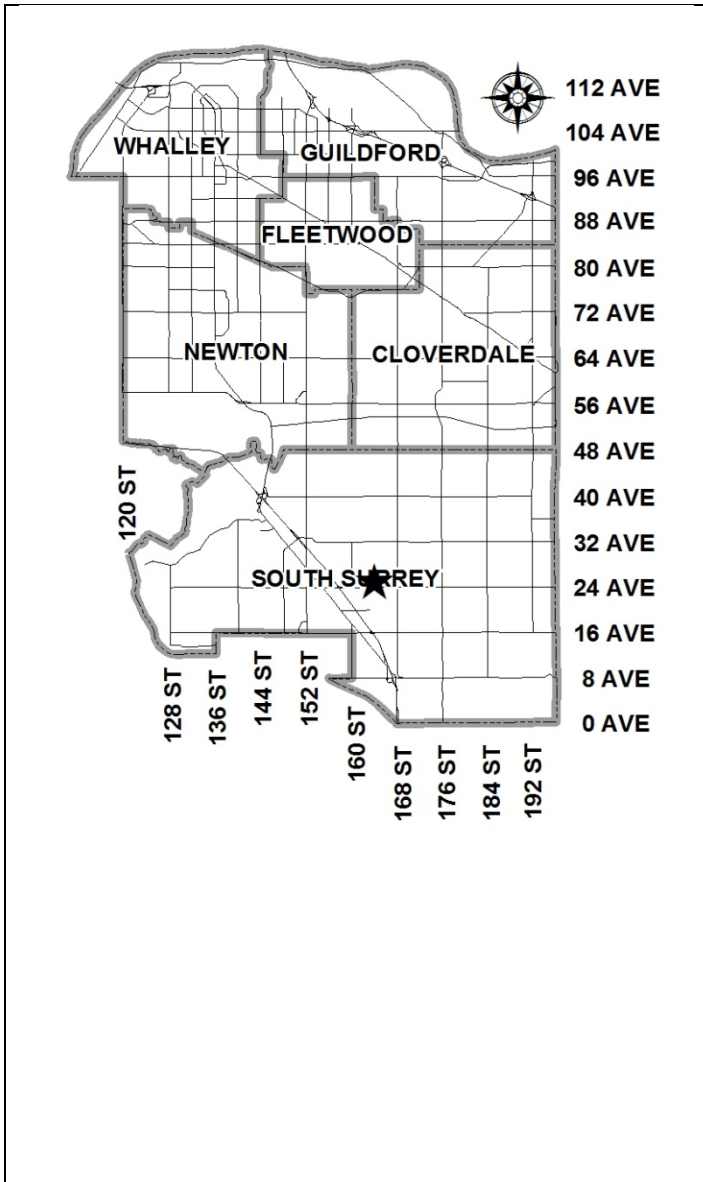 112 AVE
104 AVE
WHALLEY
GUILDFORD
96 AVE
88 AVE
FLEETWOOD
80 AVE
72 AVE
NEWTON
CLOVERDALE
64 AVE
56 AVE
48 AVE
120 ST
40 AVE
32 AVE
SOUTH SURREY
24 AVE
16 AVE
128 ST
136 ST
144 ST
152 ST
8 AVE
160 ST
0 AVE
168 ST
176 ST
184 ST
192 ST